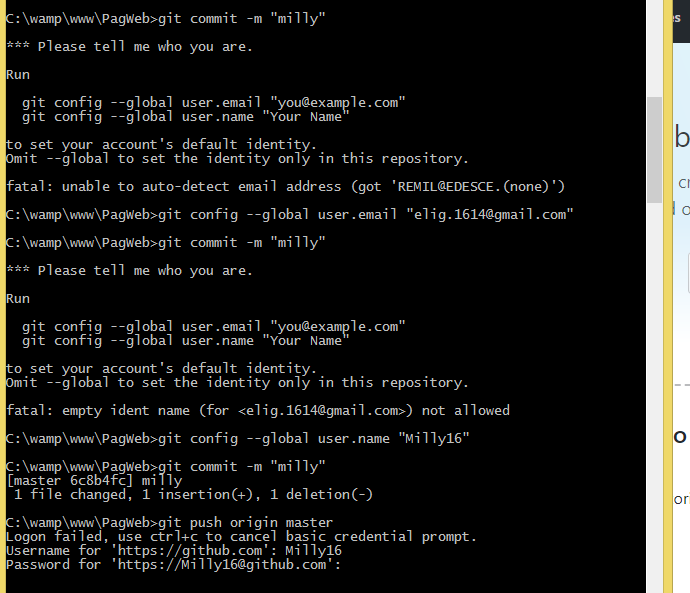 C:\wamp\www\PagWeb>git commit -m "milly"
*** Please tell me who you are.
Run
git config --global user.email "you@example.com"
git config --global user.name "Your Name"
to set your account's default identity.
Omit --global to set the identity only in this repository.
fatal: unable to auto-detect email address (got 'REMIL@EDESCE.(none)')
C:\wamp\www\PagWeb>git config --global user.email "elig.1614@gmail.com"
C:\wamp\www\PagWeb>git commit -m "milly"
*** Please tell me who you are.
Run
git config --global user.email "you@example.com"
git config --global user.name "Your Name"
to set your account's default identity.
Omit --global to set the identity only in this repository.
fatal: empty ident name (for <elig.1614@gmail.com>) not allowed
C:\wamp\www\PagWeb>git config --global user.name "Milly16"
C:\wamp\www\PagWeb>git commit -m "milly"
[master 6c8b4fc] milly
1 file changed, 1 insertion(+), 1 deletion(-)
C:\wamp\www\PagWeb>git push origin master
Logon failed, use ctrl+c to cancel basic credential prompt.
Username for 'https://github.com': Milly16
Password for 'https://Milly16@github.com':